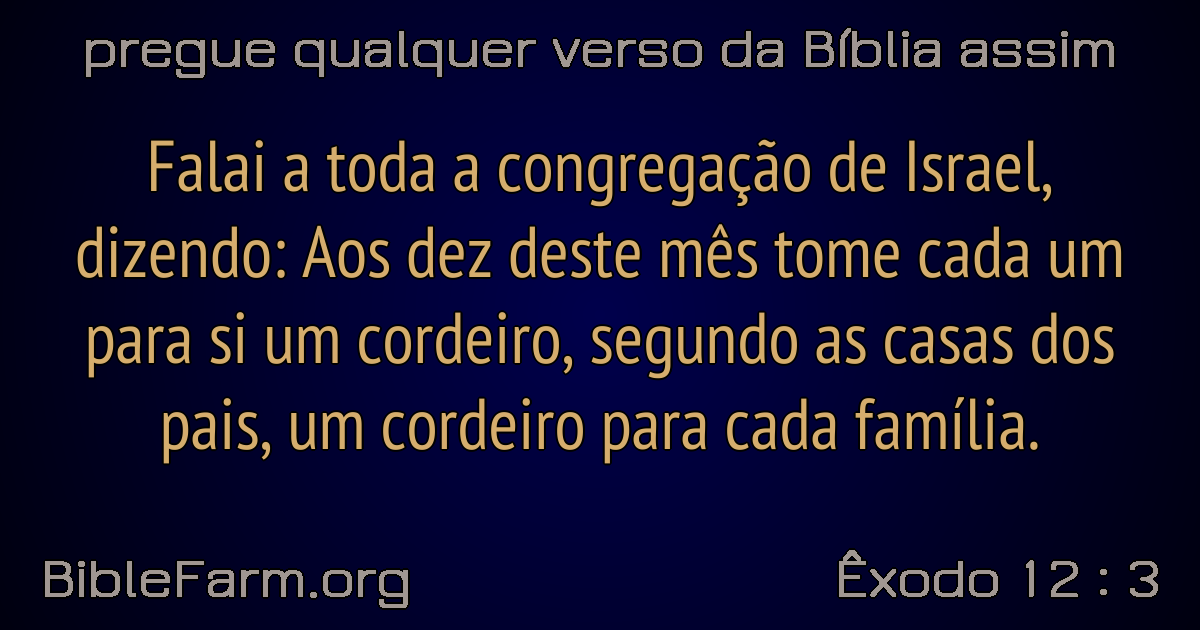 pregue qualquer verso da Bíblia assim
Falai a toda a congregação de Israel,
dizendo: Aos dez deste mês tome cada um
para si um cordeiro, segundo as casas dos
pais, um cordeiro para cada família.
BibleFarm.org
Êxodo 12 : 3